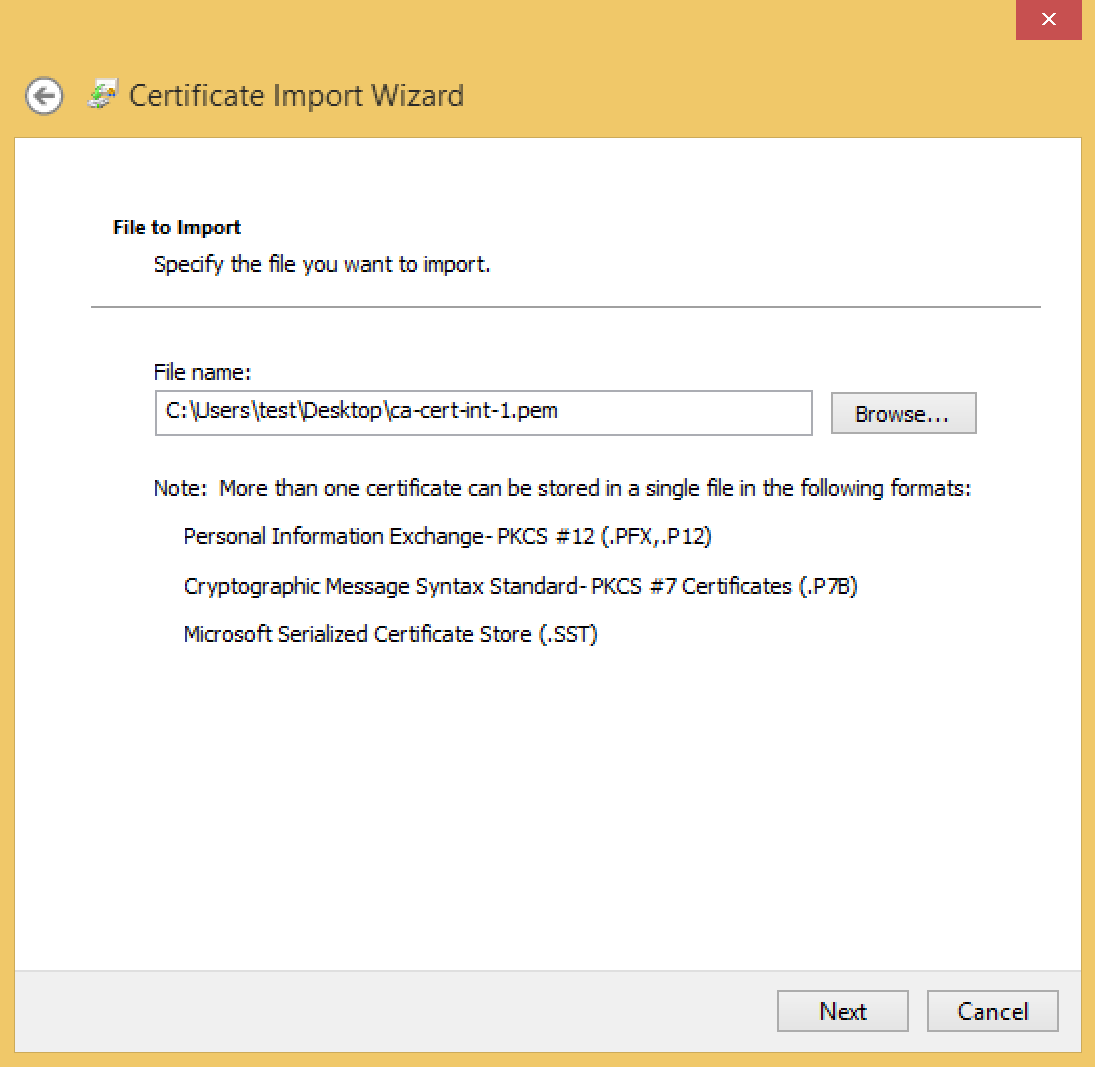 Certificate Import Wizard
File to Import
Specify the file you want to import.
File name:
C:\Users\test\Desktop\ca-cert-int-1.pem
Browse...
Note:  More than one certificate can be stored in a single file in the following formats:
Personal Information Exchange- PKCS #12 (.PFX,.P12)
Cryptographic Message Syntax Standard- PKCS #7 Certificates (.P7B)
Microsoft Serialized Certificate Store (.SST)
Next
Cancel